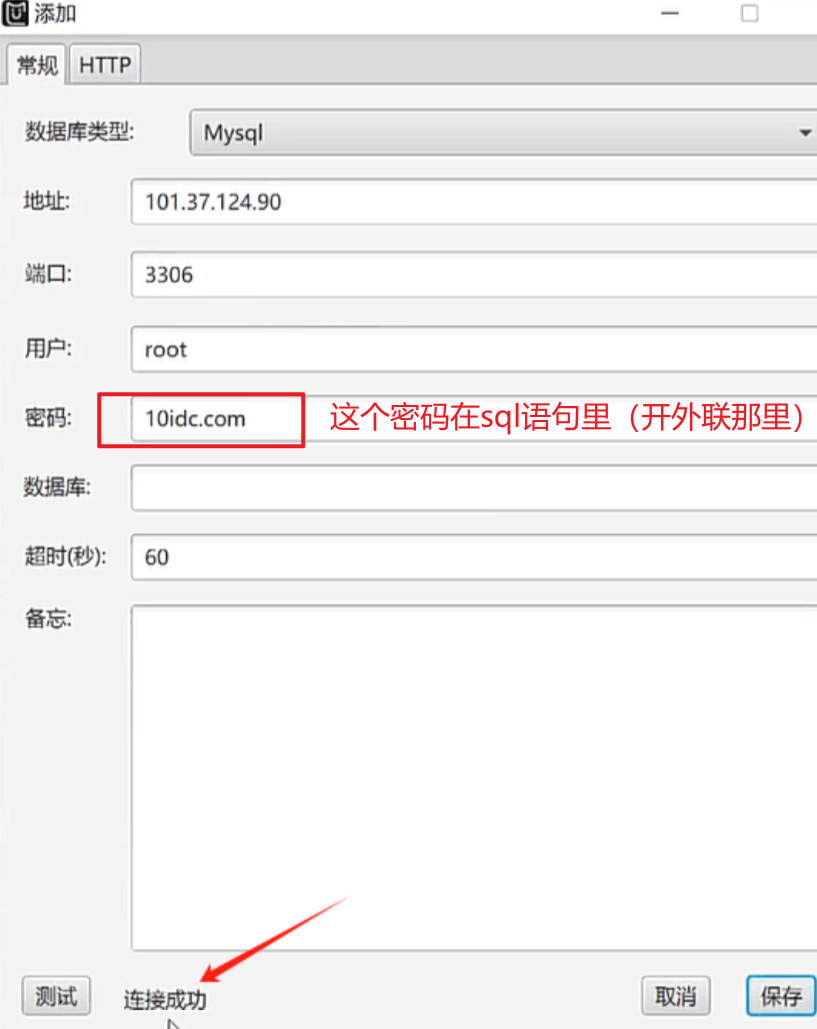 添加
常规 HTTP
数据库类型: Mysql
地址: 101.37.124.90
端口: 3306
用户: root
密码: 10idc.com 这个密码在sql语句里（开外联那里）
数据库:
超时(秒): 60
备忘:
测试 连接成功 取消 保存